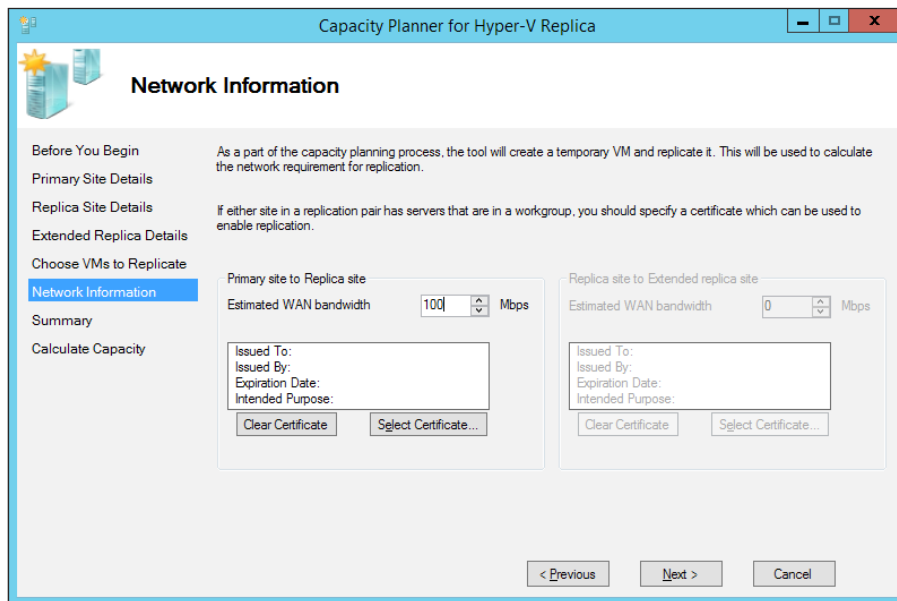 Capacity Planner for Hyper-V Replica
Network Information
Before You Begin
Primary Site Details
Replica Site Details
Extended Replica Details
Choose VMs to Replicate
Network Information
Summary
Calculate Capacity
As a part of the capacity planning process, the tool will create a temporary VM and replicate it. This will be used to calculate
the network requirement for replication.
If either site in a replication pair has servers that are in a workgroup, you should specify a certificate which can be used to
enable replication.
Primary site to Replica site
Estimated WAN bandwidth 100 Mbps
Issued To:
Issued By:
Expiration Date:
Intended Purpose:
Clear Certificate Select Certificate...
Replica site to Extended replica site
Estimated WAN bandwidth 0 Mbps
Issued To:
Issued By:
Expiration Date:
Intended Purpose:
Clear Certificate Select Certificate...
< Previous Next > Cancel